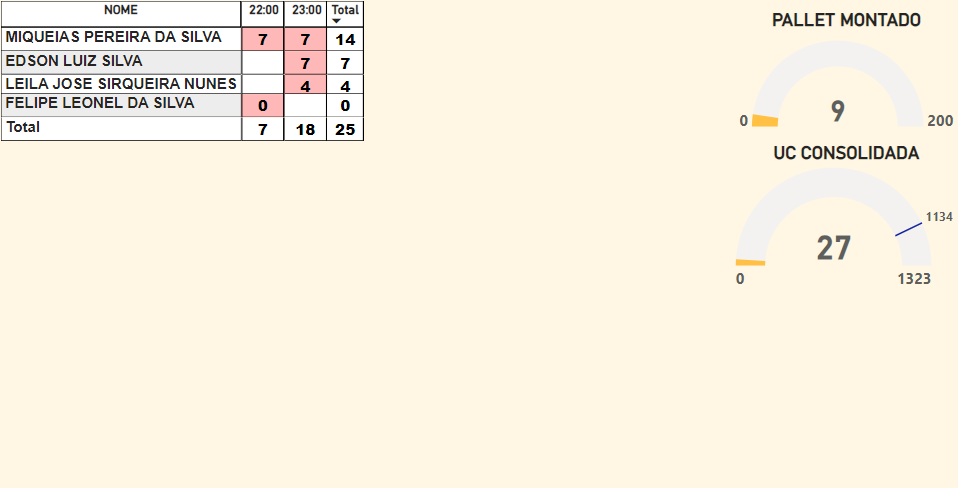 NOME 22:00 23:00 Total
MIQUEIAS PEREIRA DA SILVA 7 7 14
EDSON LUIZ SILVA 7 7
LEILA JOSE SIRQUEIRA NUNES 4 4
FELIPE LEONEL DA SILVA 0 0
Total 7 18 25
PALLET MONTADO
9
0 200
UC CONSOLIDADA
1134
27
0 1323